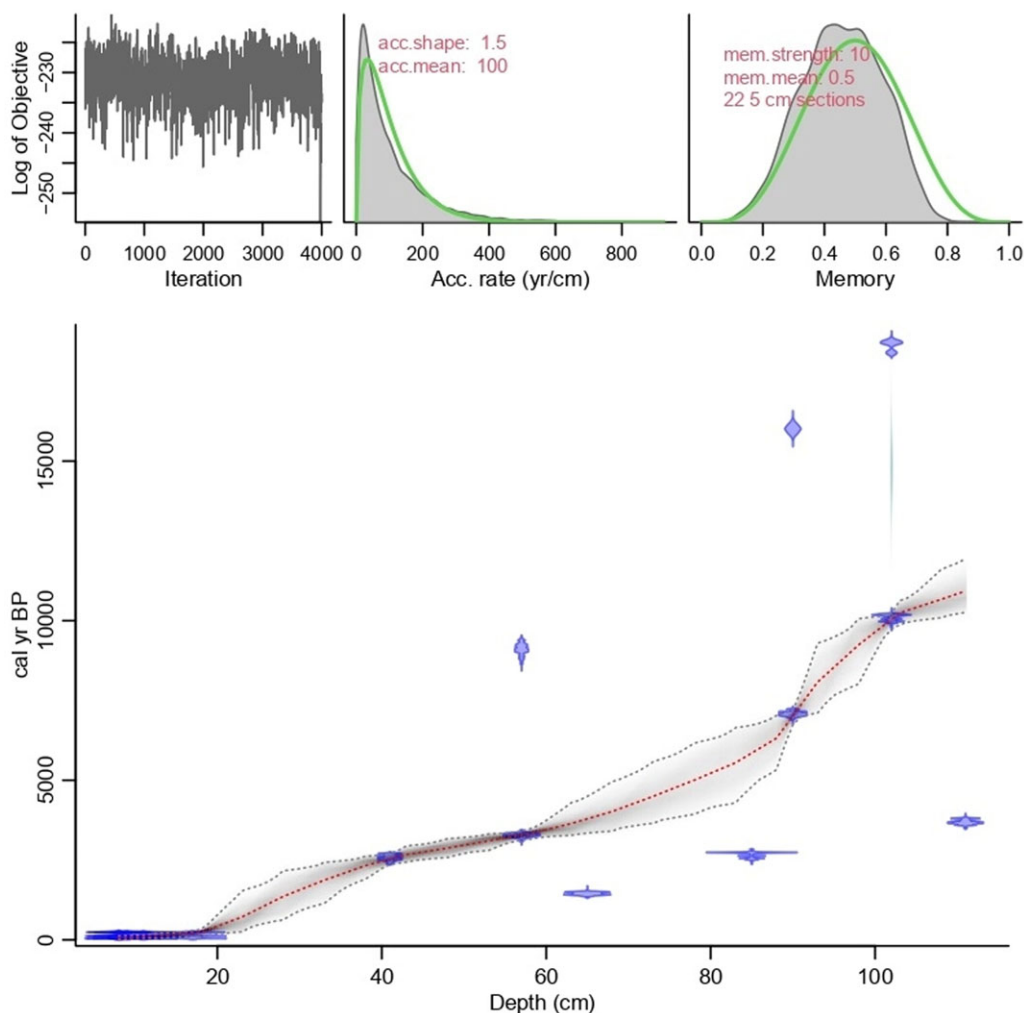 Log of Objective
-230
-240
-250
0 1000 2000 3000 4000
Iteration
acc.shape: 1.5
acc.mean: 100
0 200 400 600 800
Acc. rate (yr/cm)
mem.strength: 10
mem.mean: 0.5
22 5 cm sections
0.0 0.2 0.4 0.6 0.8 1.0
Memory
cal yr BP
15000
10000
5000
0
20 40 60 80 100
Depth (cm)